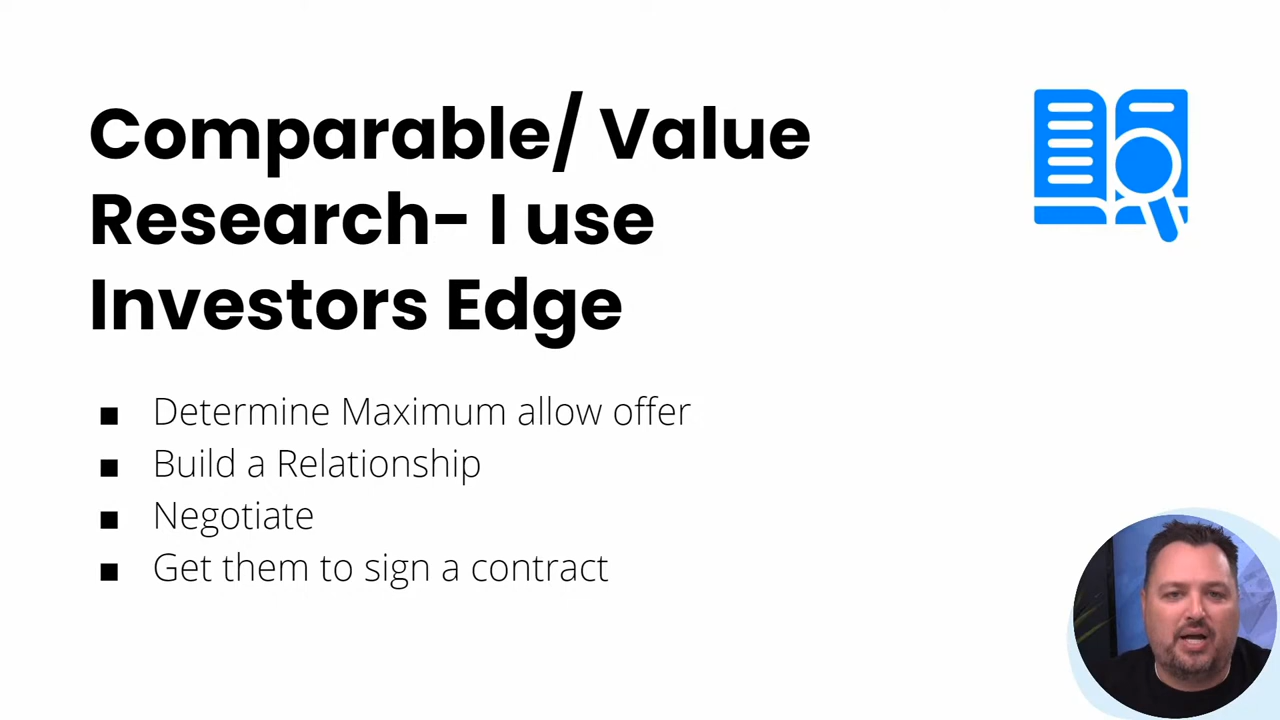 Comparable/ Value
Research- I use
Investors Edge
■ Determine Maximum allow offer
■ Build a Relationship
■ Negotiate
■ Get them to sign a contract